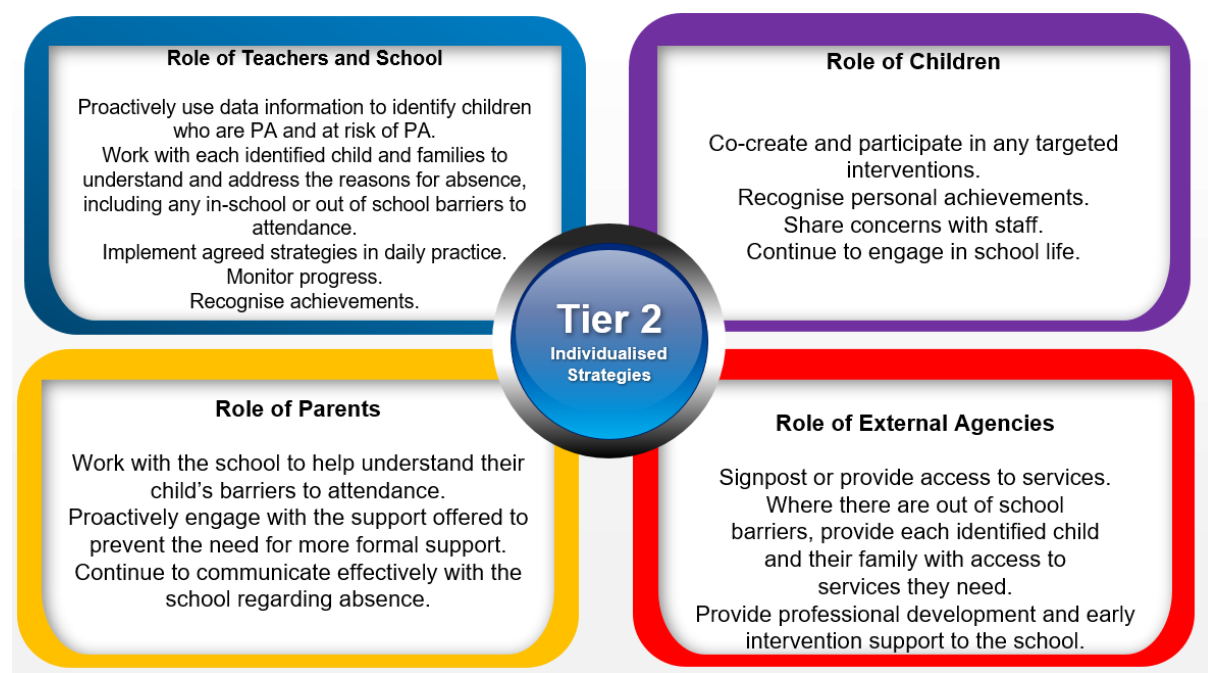 Role of Teachers and School
Proactively use data information to identify children
who are PA and at risk of PA.
Work with each identified child and families to
understand and address the reasons for absence,
including any in-school or out of school barriers to
attendance.
Implement agreed strategies in daily practice.
Monitor progress.
Recognise achievements.
Role of Children
Co-create and participate in any targeted
interventions.
Recognise personal achievements.
Share concerns with staff.
Continue to engage in school life.
Tier 2
Individualised
Strategies
Role of Parents
Work with the school to help understand their
child’s barriers to attendance.
Proactively engage with the support offered to
prevent the need for more formal support.
Continue to communicate effectively with the
school regarding absence.
Role of External Agencies
Signpost or provide access to services.
Where there are out of school
barriers, provide each identified child
and their family with access to
services they need.
Provide professional development and early
intervention support to the school.